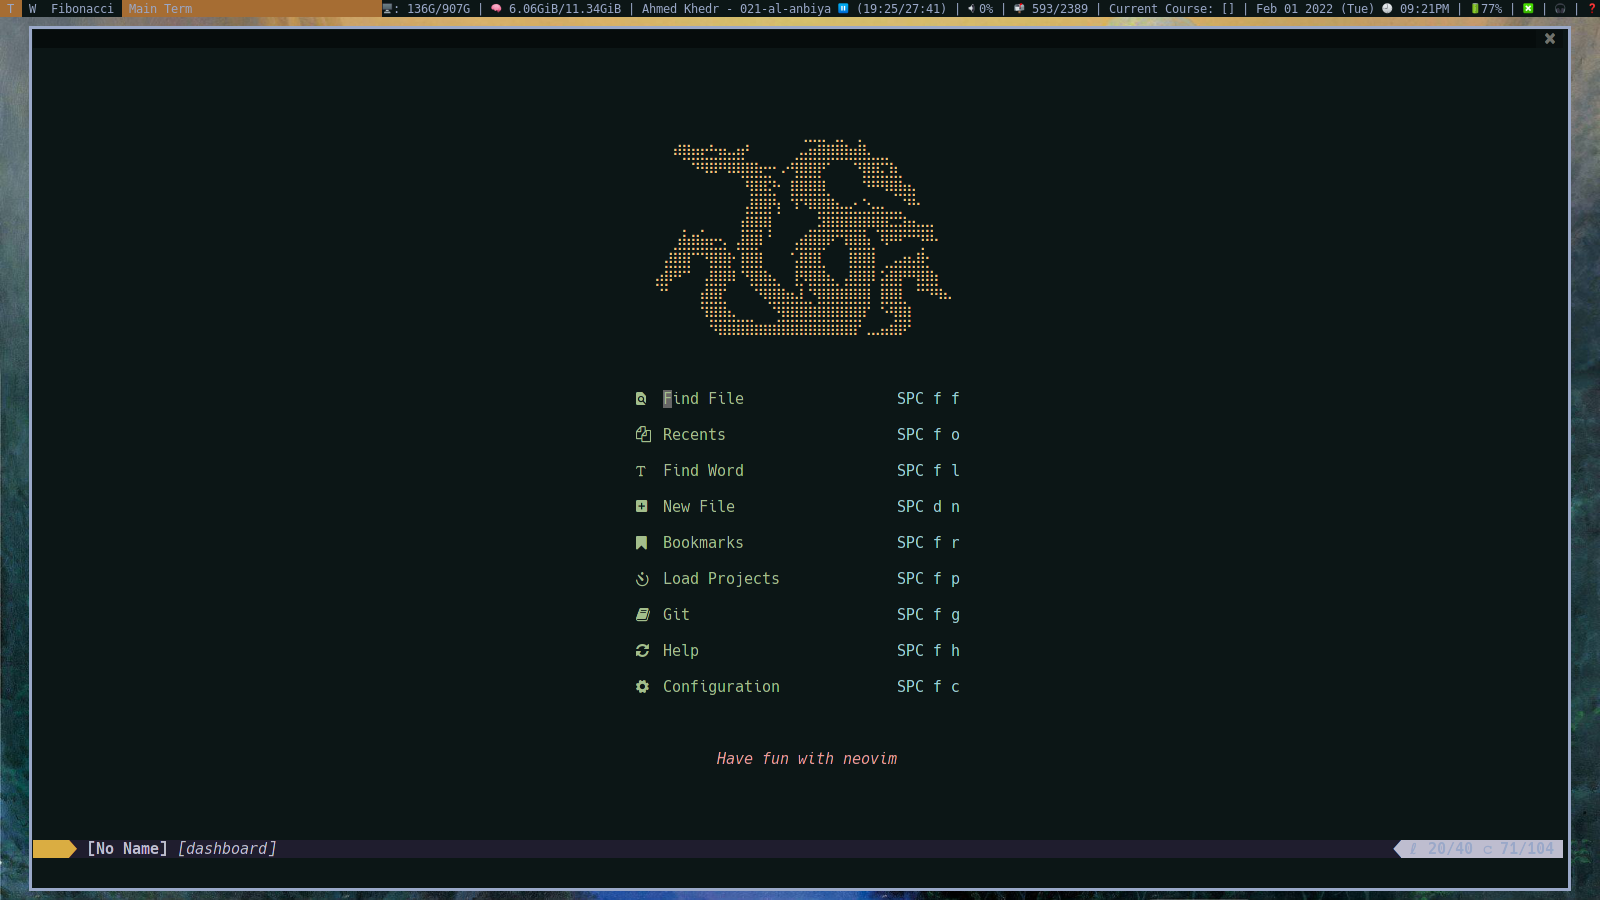 T W Fibonacci Main Term : 136G/907G | 6.06GiB/11.34GiB | Ahmed Khedr - 021-al-anbiya (19:25/27:41) | 0% | 593/2389 | Current Course: [] | Feb 01 2022 (Tue) 09:21PM | 77% | | |
Find File SPC f f
Recents SPC f o
Find Word SPC f l
New File SPC d n
Bookmarks SPC f r
Load Projects SPC f p
Git SPC f g
Help SPC f h
Configuration SPC f c
Have fun with neovim
[No Name] [dashboard] ℓ 20/40 c 71/104